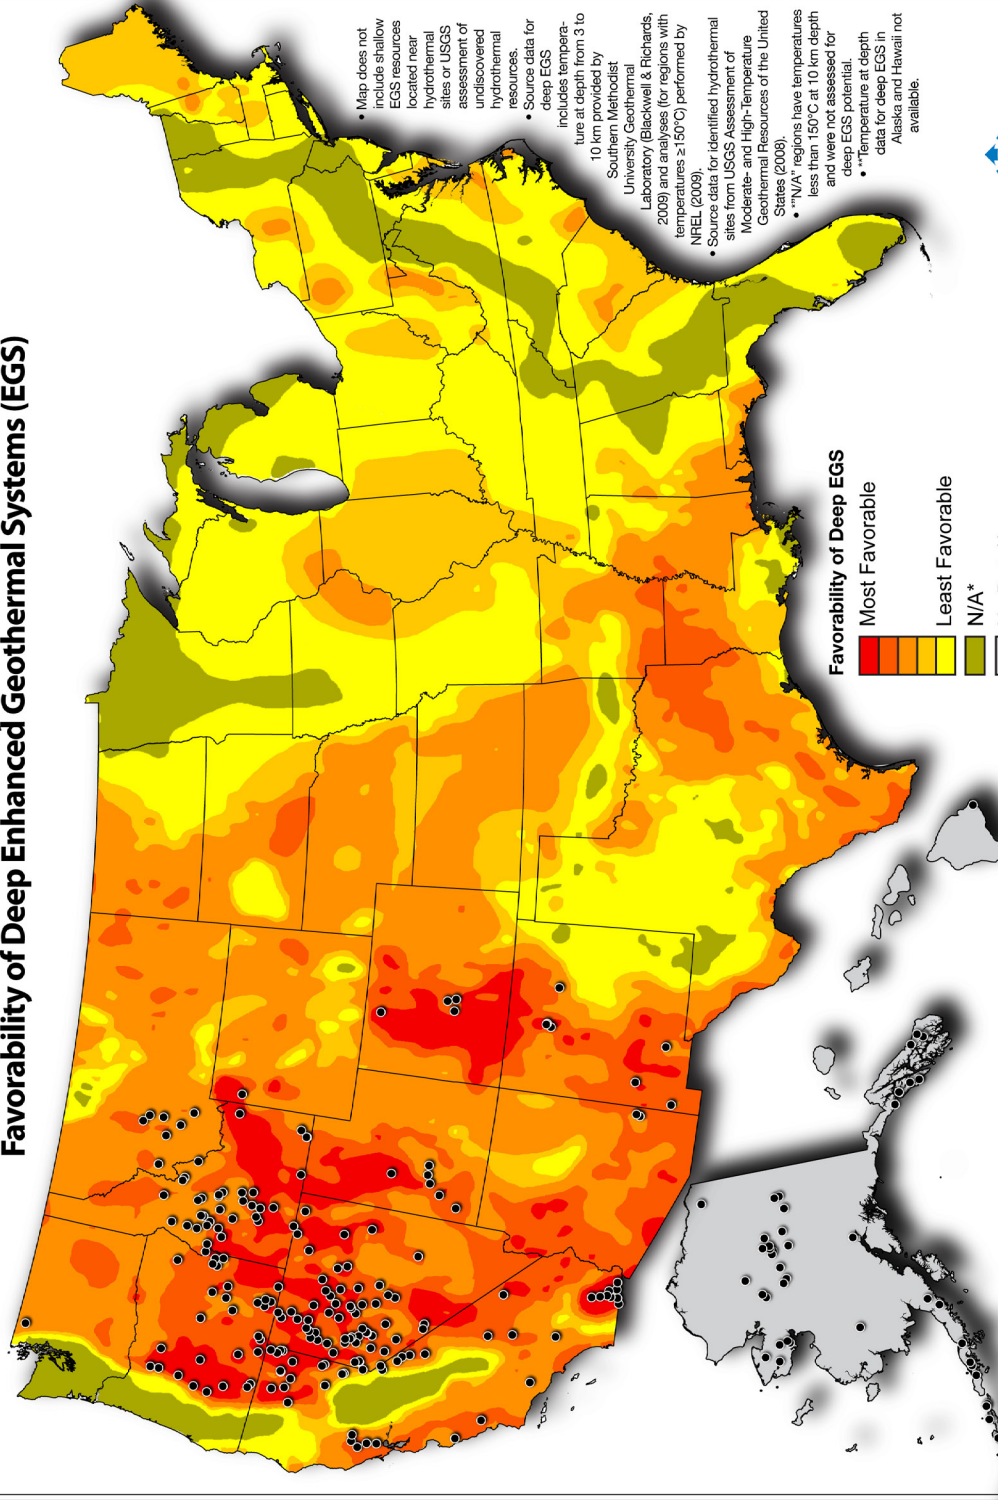 Favorability of Deep Enhanced Geothermal Systems (EGS)
• Map does not
include shallow
EGS resources
located near
hydrothermal
sites or USGS
assessment of
undiscovered
hydrothermal
resources.
• Source data for
deep EGS
includes tempera-
ture at depth from 3 to
10 km provided by
Southern Methodist
University Geothermal
Laboratory (Blackwell & Richards,
2009) and analyses (for regions with
temperatures ≥150°C) performed by
NREL (2009).
• Source data for identified hydrothermal
sites from USGS Assessment of
Moderate- and High-Temperature
Geothermal Resources of the United
States (2008).
• *"N/A" regions have temperatures
less than 150°C at 10 km depth
and were not assessed for
deep EGS potential.
• **Temperature at depth
data for deep EGS in
Alaska and Hawaii not
available.
Favorability of Deep EGS
Most Favorable
Least Favorable
N/A*